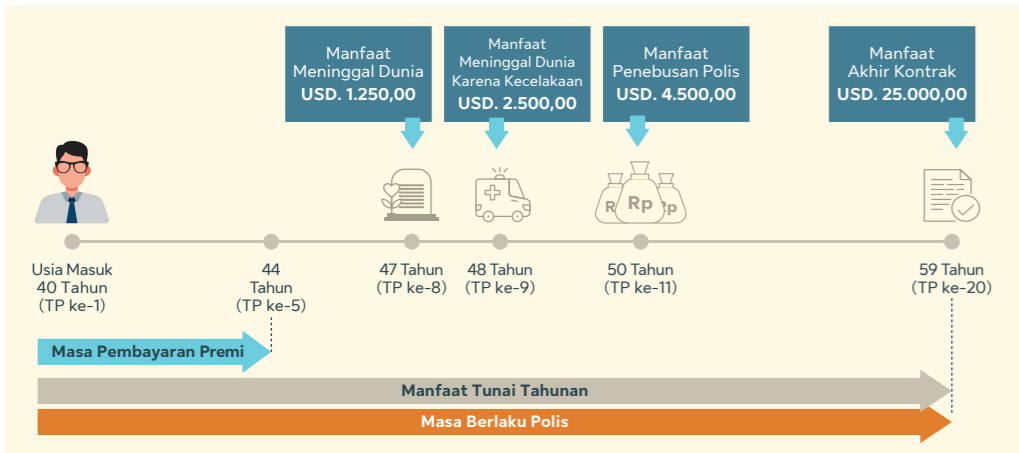 Manfaat
Meninggal Dunia
USD. 1.250,00
Manfaat
Meninggal Dunia
Karena Kecelakaan
USD. 2.500,00
Manfaat
Penebusan Polis
USD. 4.500,00
Manfaat
Akhir Kontrak
USD. 25.000,00
R
Rp
Rp
Usia Masuk
40 Tahun
(TP ke-1)
44
Tahun
(TP ke-5)
47 Tahun
(TP ke-8)
48 Tahun
(TP ke-9)
50 Tahun
(TP ke-11)
59 Tahun
(TP ke-20)
Masa Pembayaran Premi
Manfaat Tunai Tahunan
Masa Berlaku Polis